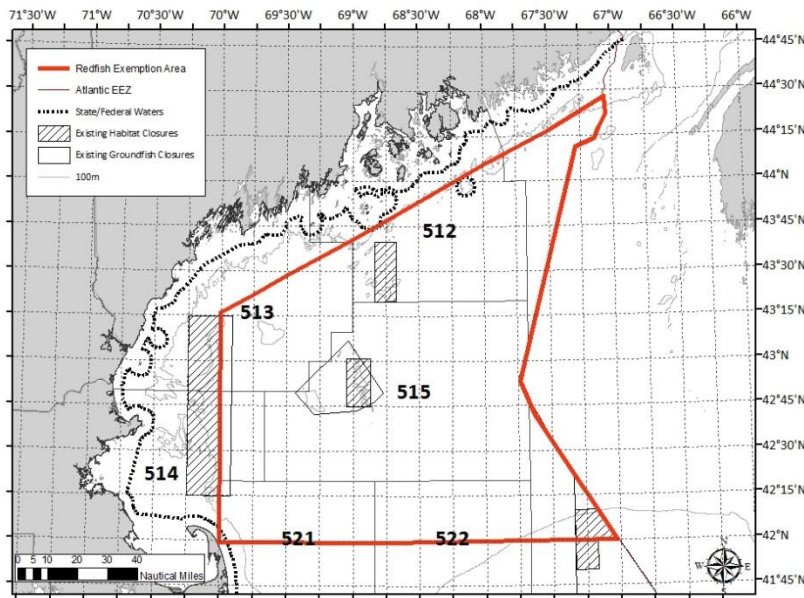 71°30'W 71°W 70°30'W 70°W 69°30'W 69°W 68°30'W 68°W 67°30'W 67°W 66°30'W 66°W
Redfish Exemption Area
Atlantic EEZ
State/Federal Waters
Existing Habitat Closures
Existing Groundfish Closures
100m
44°45'N
44°30'N
44°15'N
44°N
43°45'N
43°30'N
43°15'N
43°N
42°45'N
42°30'N
42°15'N
42°N
41°45'N
512
513
515
514
521
522
0 5 10 20 30 40
Nautical Miles
N
W E
S